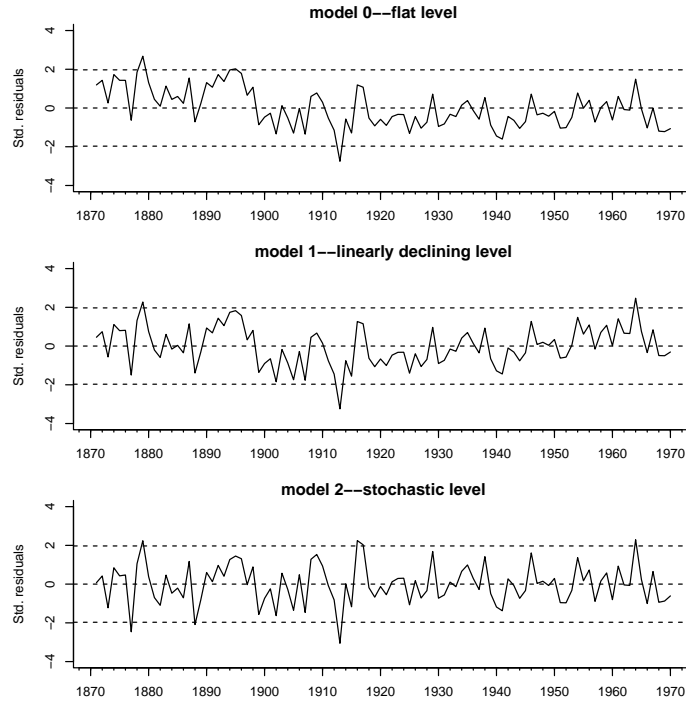 model 0−−flat level
Std. residuals
4
2
0
−2
−4
1870 1880 1890 1900 1910 1920 1930 1940 1950 1960 1970
model 1−−linearly declining level
Std. residuals
4
2
0
−2
−4
1870 1880 1890 1900 1910 1920 1930 1940 1950 1960 1970
model 2−−stochastic level
Std. residuals
4
2
0
−2
−4
1870 1880 1890 1900 1910 1920 1930 1940 1950 1960 1970